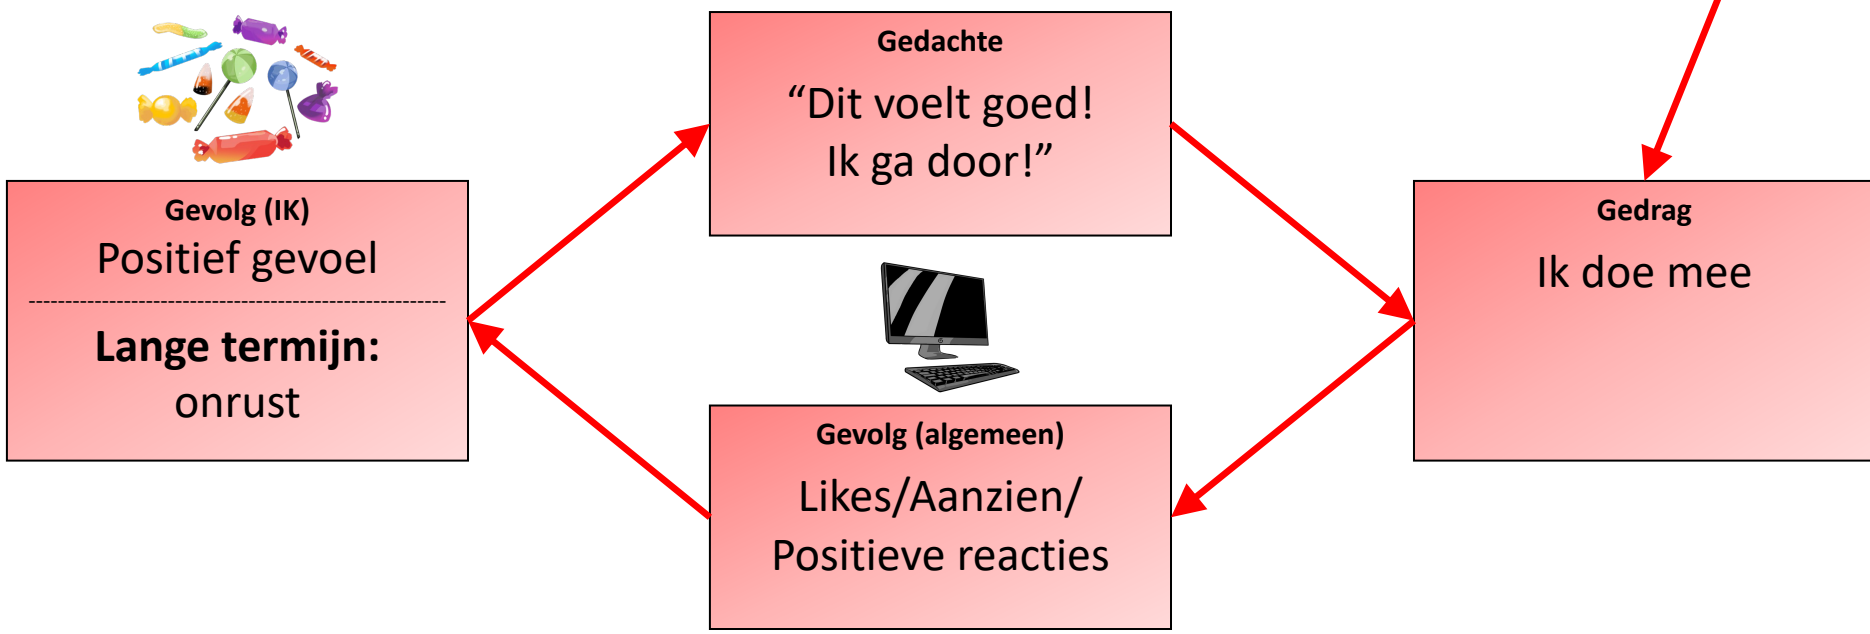 Gedachte
“Dit voelt goed!
Ik ga door!”
Gevolg (IK)
Positief gevoel
Lange termijn:
onrust
Gedrag
Ik doe mee
Gevolg (algemeen)
Likes/Aanzien/
Positieve reacties